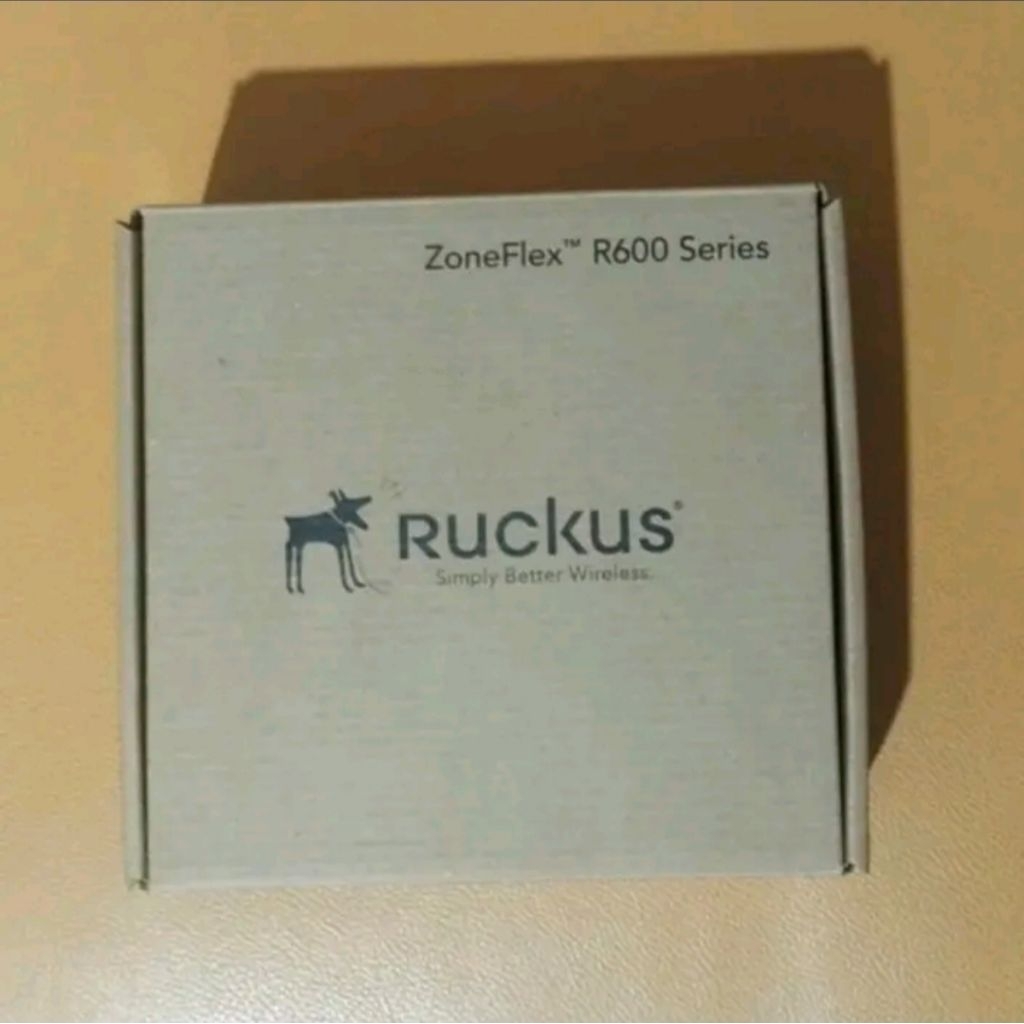 ZoneFlex™ R600 Series
RUCKUS®
Simply Better Wireless.